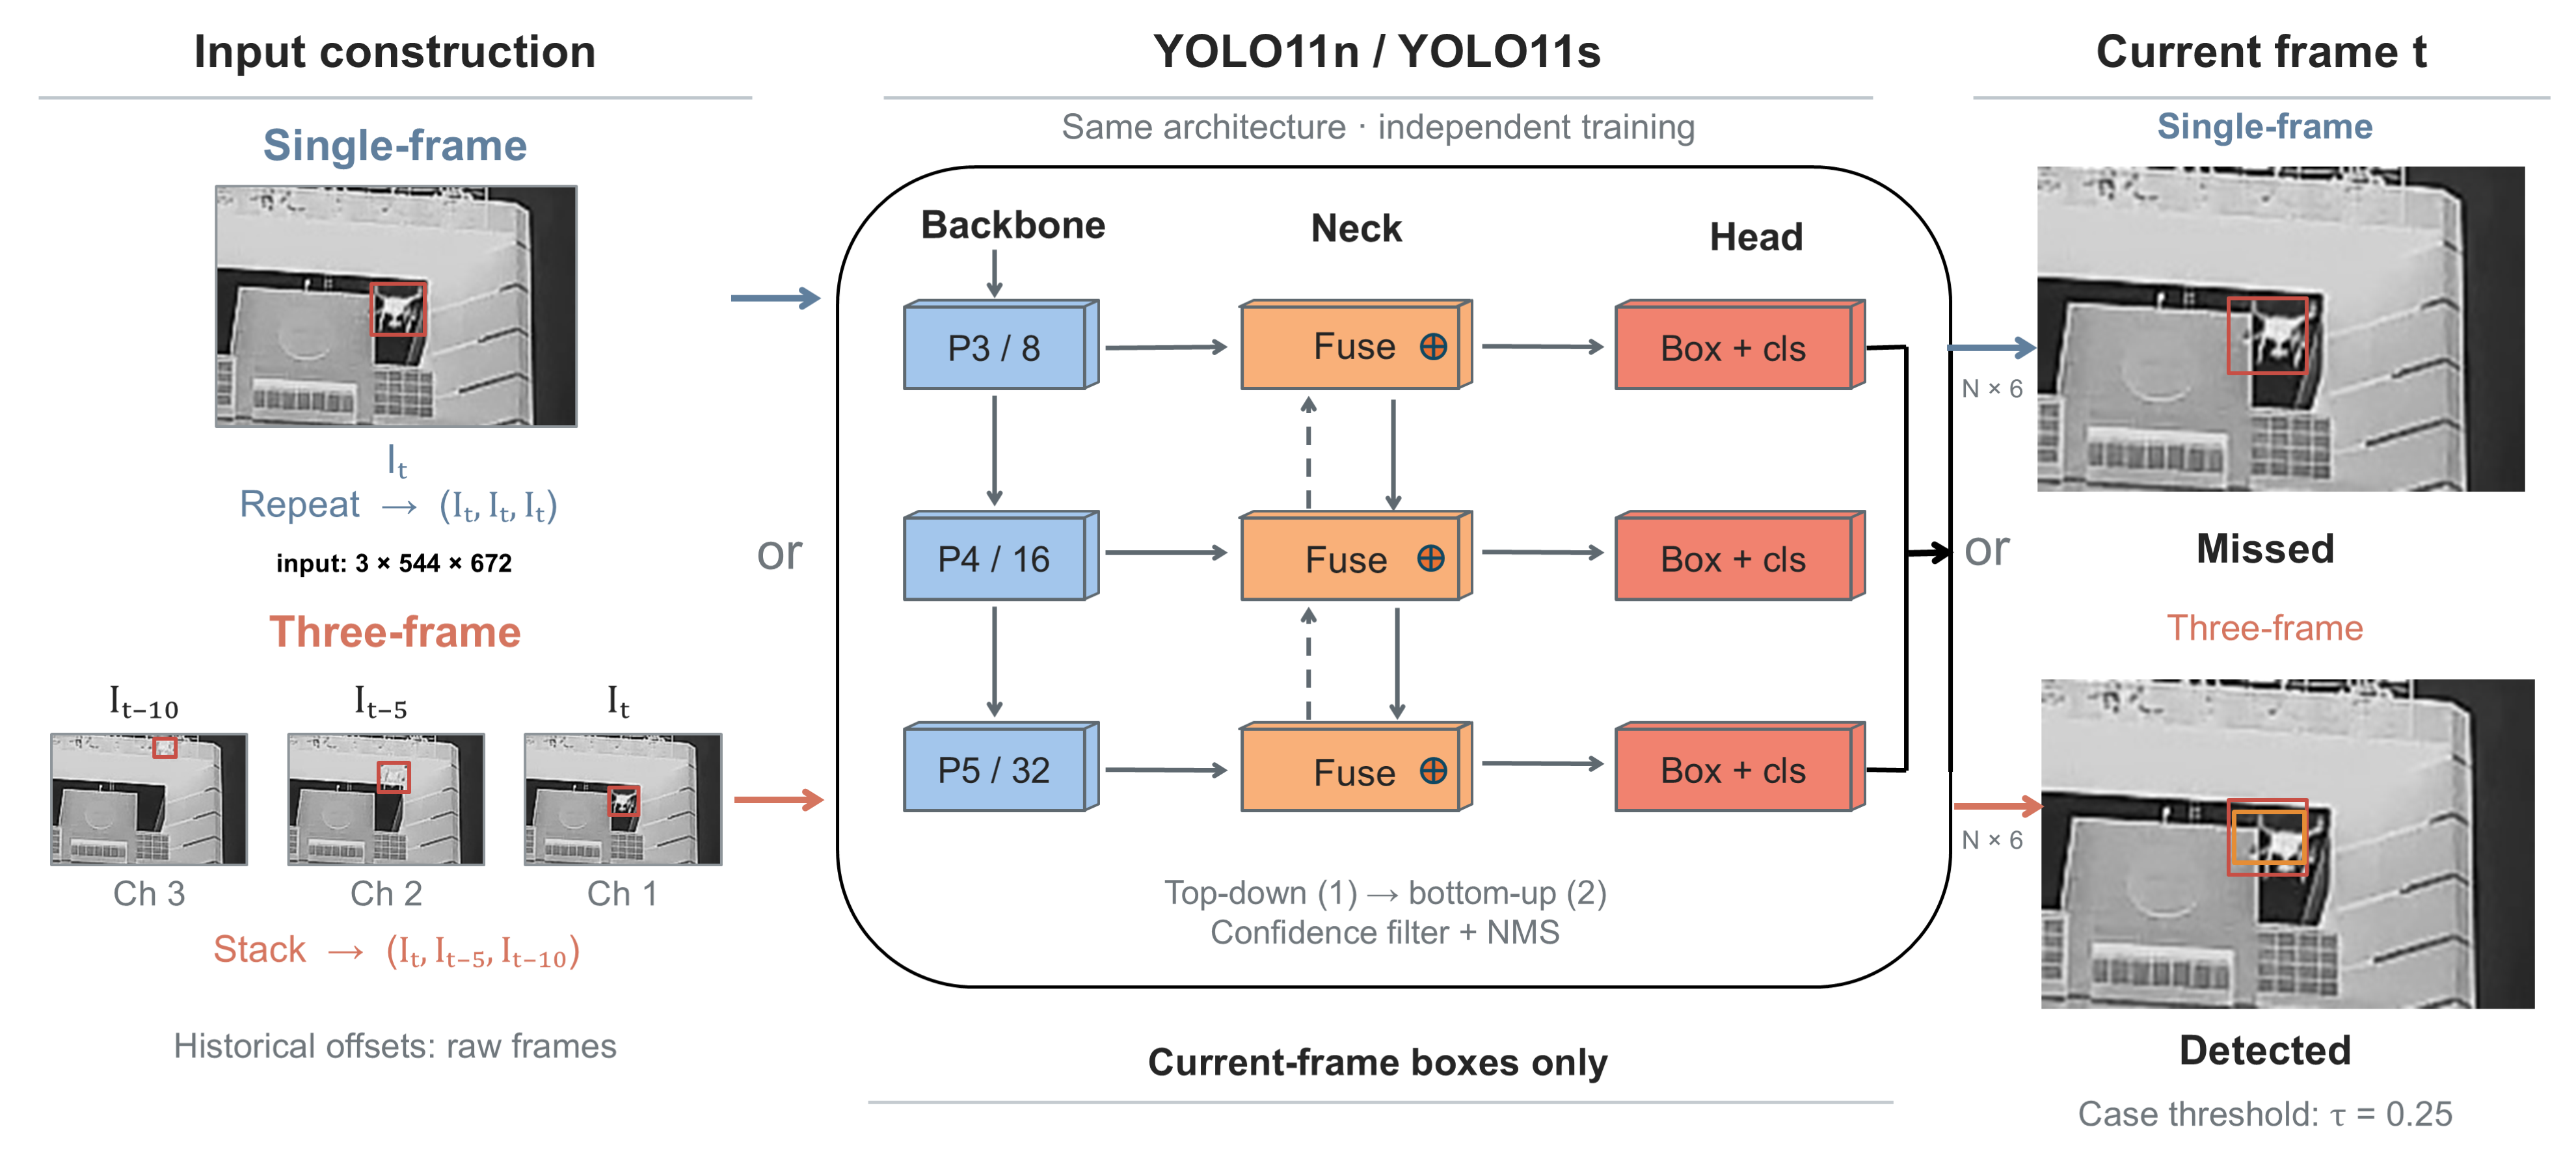 Input construction
Single-frame
Iₜ
Repeat → (Iₜ, Iₜ, Iₜ)
input: 3 × 544 × 672
or
Three-frame
Iₜ₋₁₀ Iₜ₋₅ Iₜ
Ch 3 Ch 2 Ch 1
Stack → (Iₜ, Iₜ₋₅, Iₜ₋₁₀)
Historical offsets: raw frames
YOLO11n / YOLO11s
Same architecture · independent training
Backbone Neck Head
P3 / 8 Fuse ⊕ Box + cls
P4 / 16 Fuse ⊕ Box + cls
P5 / 32 Fuse ⊕ Box + cls
Top-down (1) → bottom-up (2)
Confidence filter + NMS
Current-frame boxes only
Current frame t
Single-frame
N × 6
or
Missed
Three-frame
N × 6
Detected
Case threshold: τ = 0.25